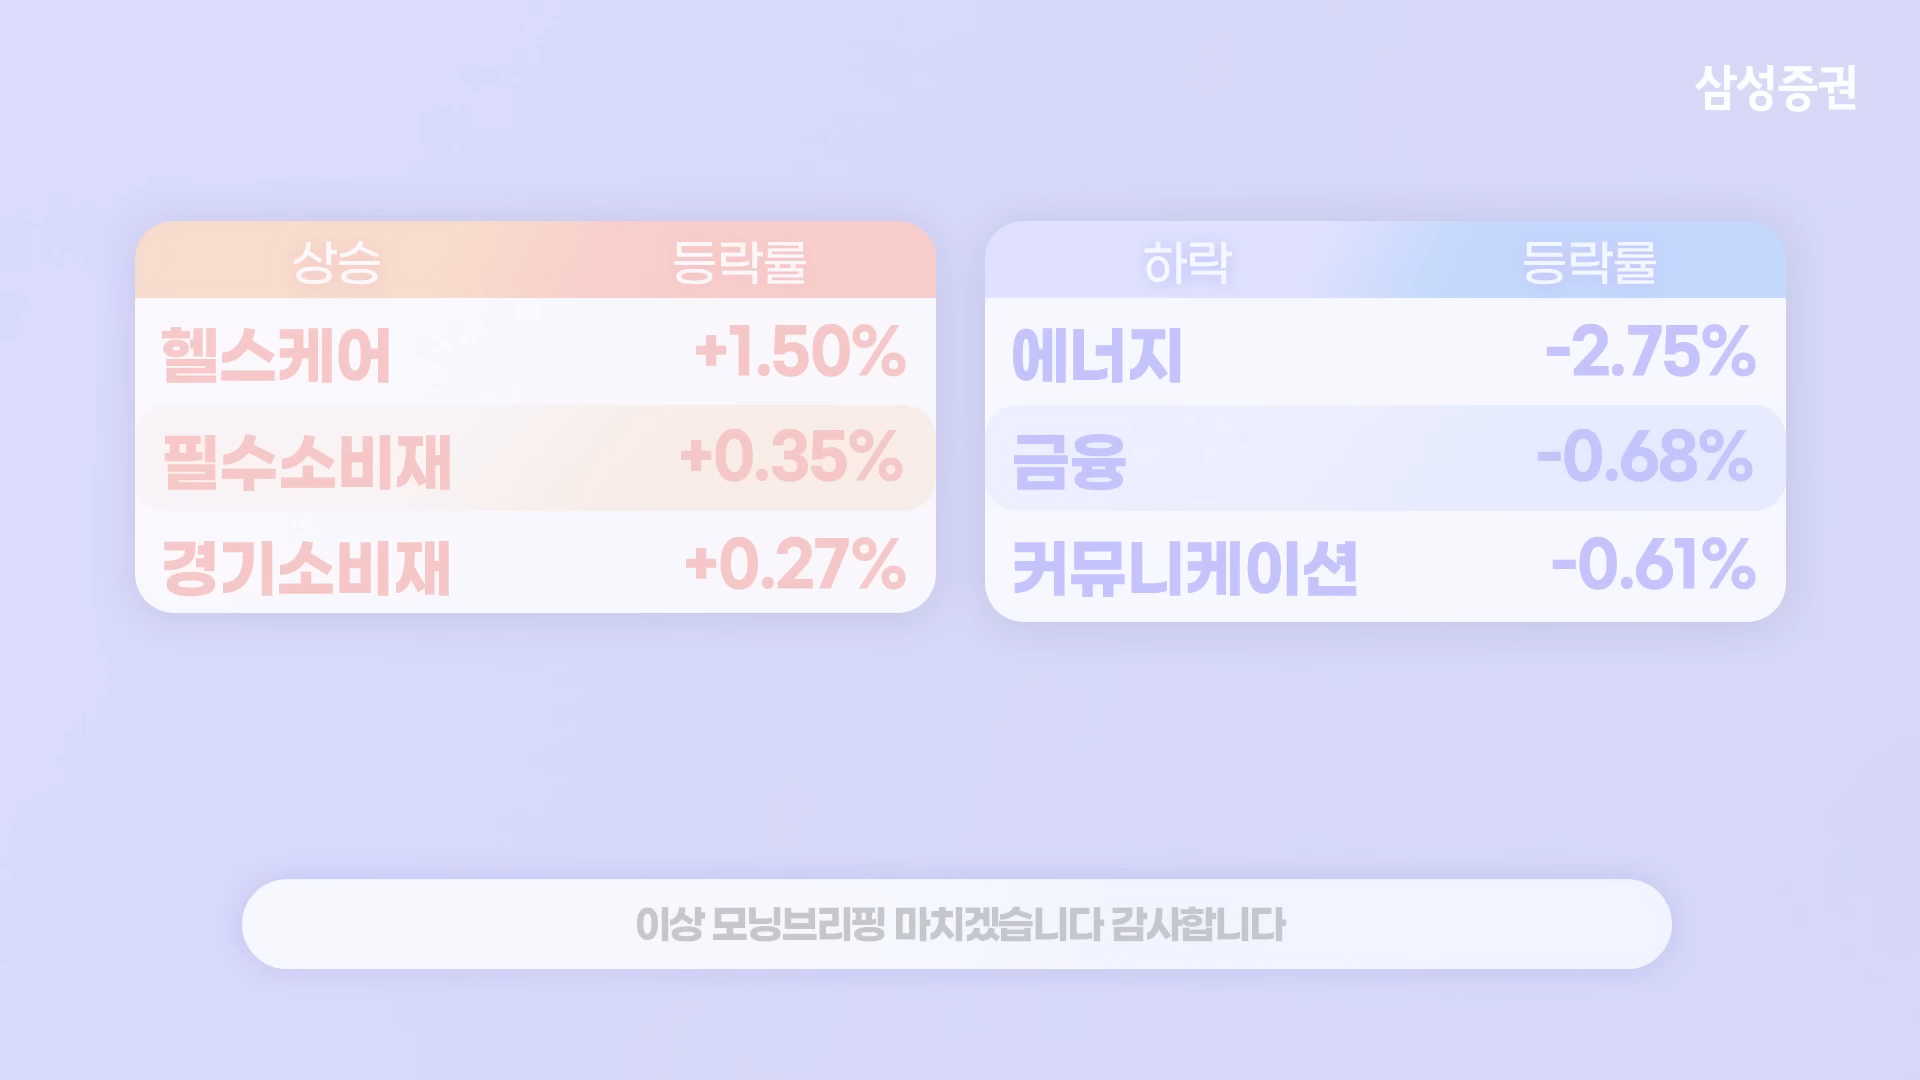 삼성증권
상승 등락률
헬스케어 +1.50%
필수소비재 +0.35%
경기소비재 +0.27%
하락 등락률
에너지 -2.75%
금융 -0.68%
커뮤니케이션 -0.61%
이상 모닝브리핑 마치겠습니다 감사합니다